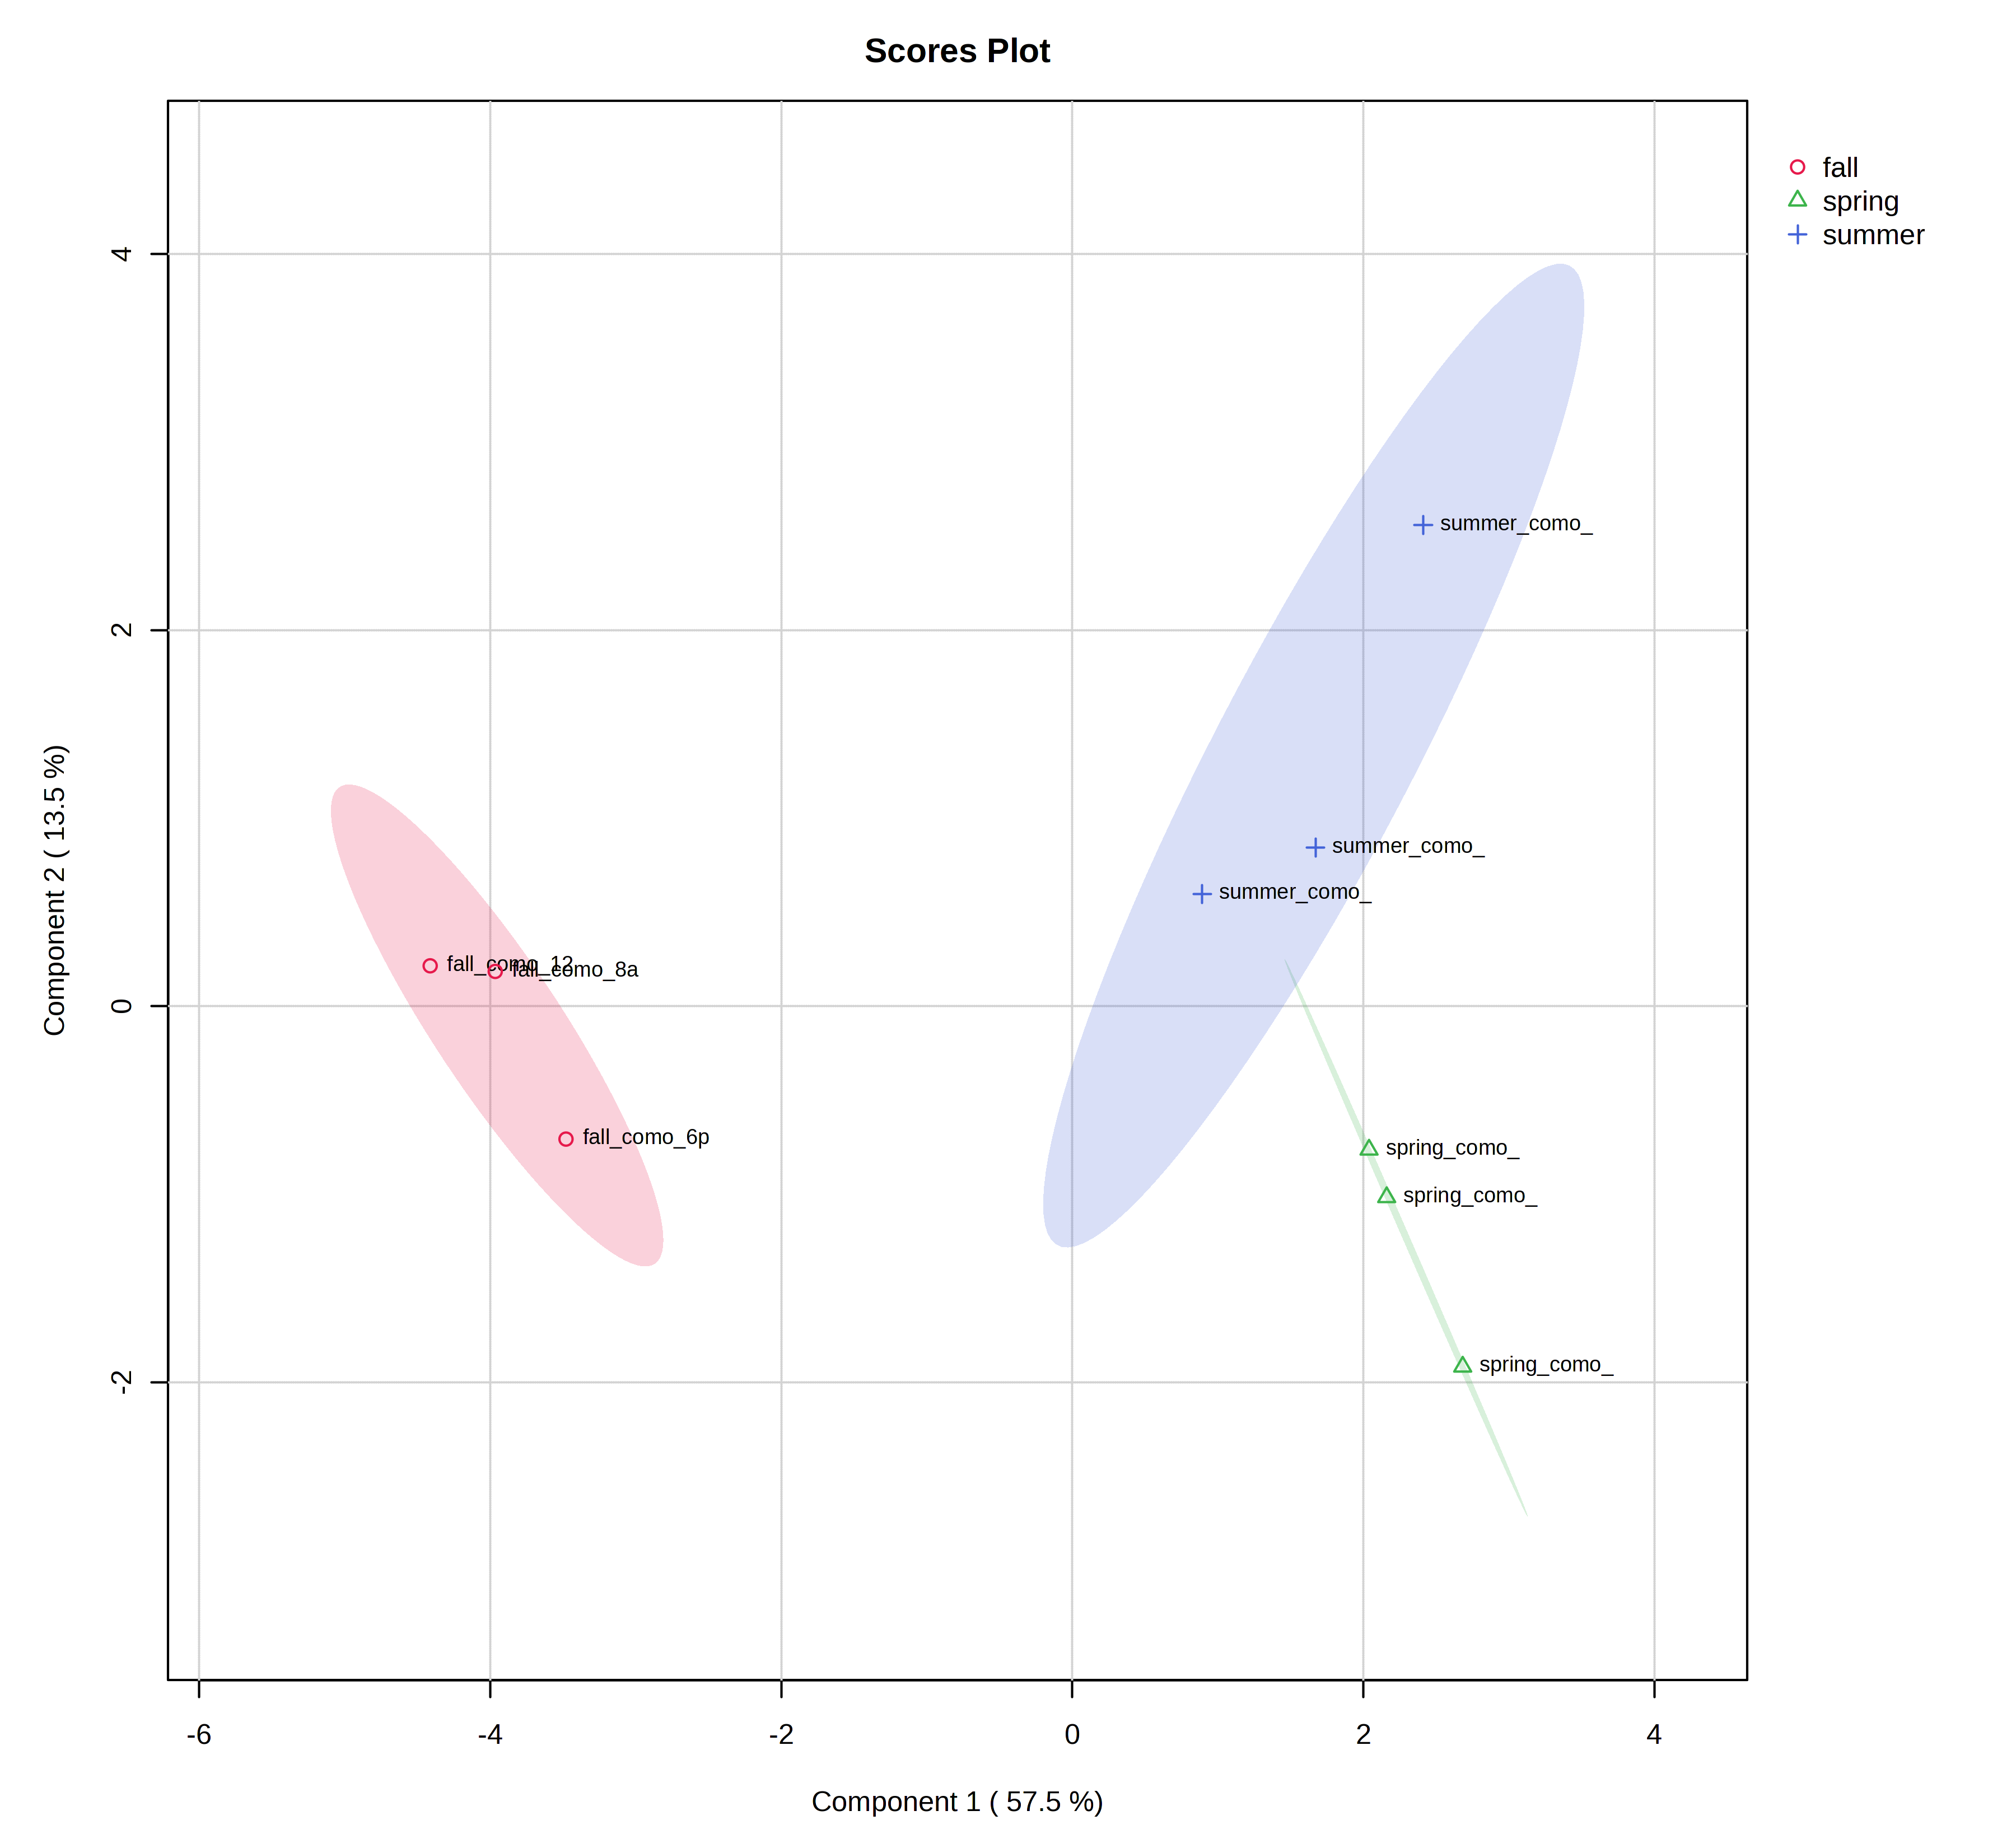 Scores Plot
fall
spring
summer
4
2
0
-2
Component 2 ( 13.5 %)
summer_como_
summer_como_
summer_como_
fall_como_12
fall_como_8a
fall_como_6p
spring_como_
spring_como_
spring_como_
-6 -4 -2 0 2 4
Component 1 ( 57.5 %)